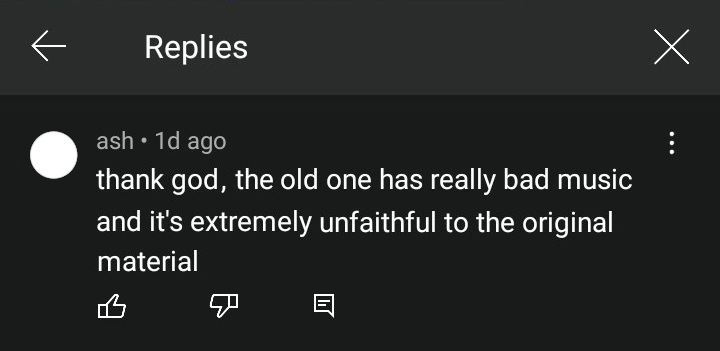 Replies
ash • 1d ago
thank god, the old one has really bad music
and it's extremely unfaithful to the original
material